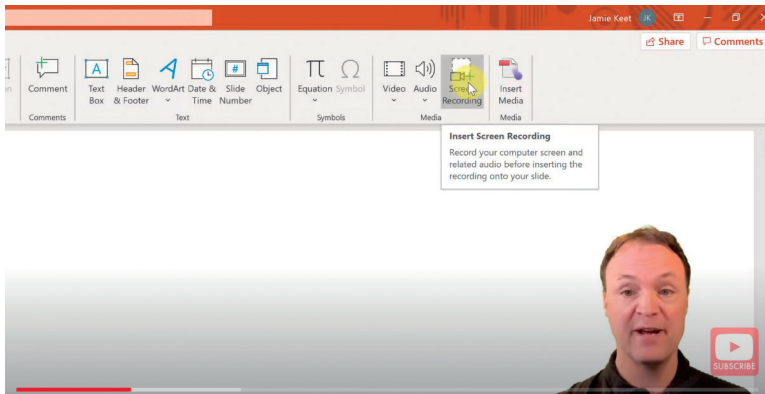 Jamie Keet JK
Share Comments
Comment
Text Box
Header & Footer
WordArt
Date & Time
Slide Number
Object
Equation
Symbol
Video
Audio
Screen Recording
Insert Media
Comments
Text
Symbols
Media
Media
Insert Screen Recording
Record your computer screen and
related audio before inserting the
recording onto your slide.
SUBSCRIBE